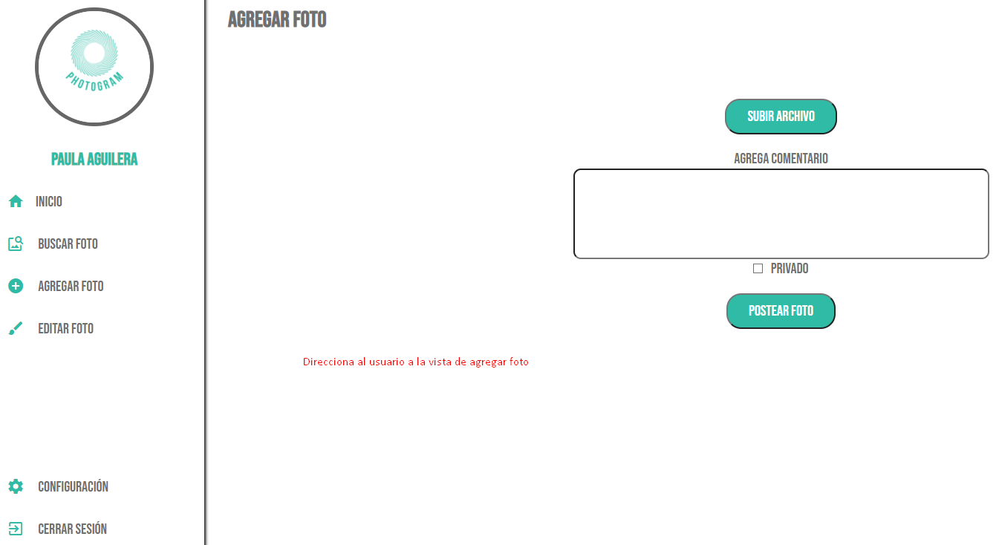 PHOTOGRAM
PAULA AGUILERA
INICIO
BUSCAR FOTO
AGREGAR FOTO
EDITAR FOTO
CONFIGURACIÓN
CERRAR SESIÓN
AGREGAR FOTO
SUBIR ARCHIVO
AGREGA COMENTARIO
PRIVADO
POSTEAR FOTO
Direcciona al usuario a la vista de agregar foto